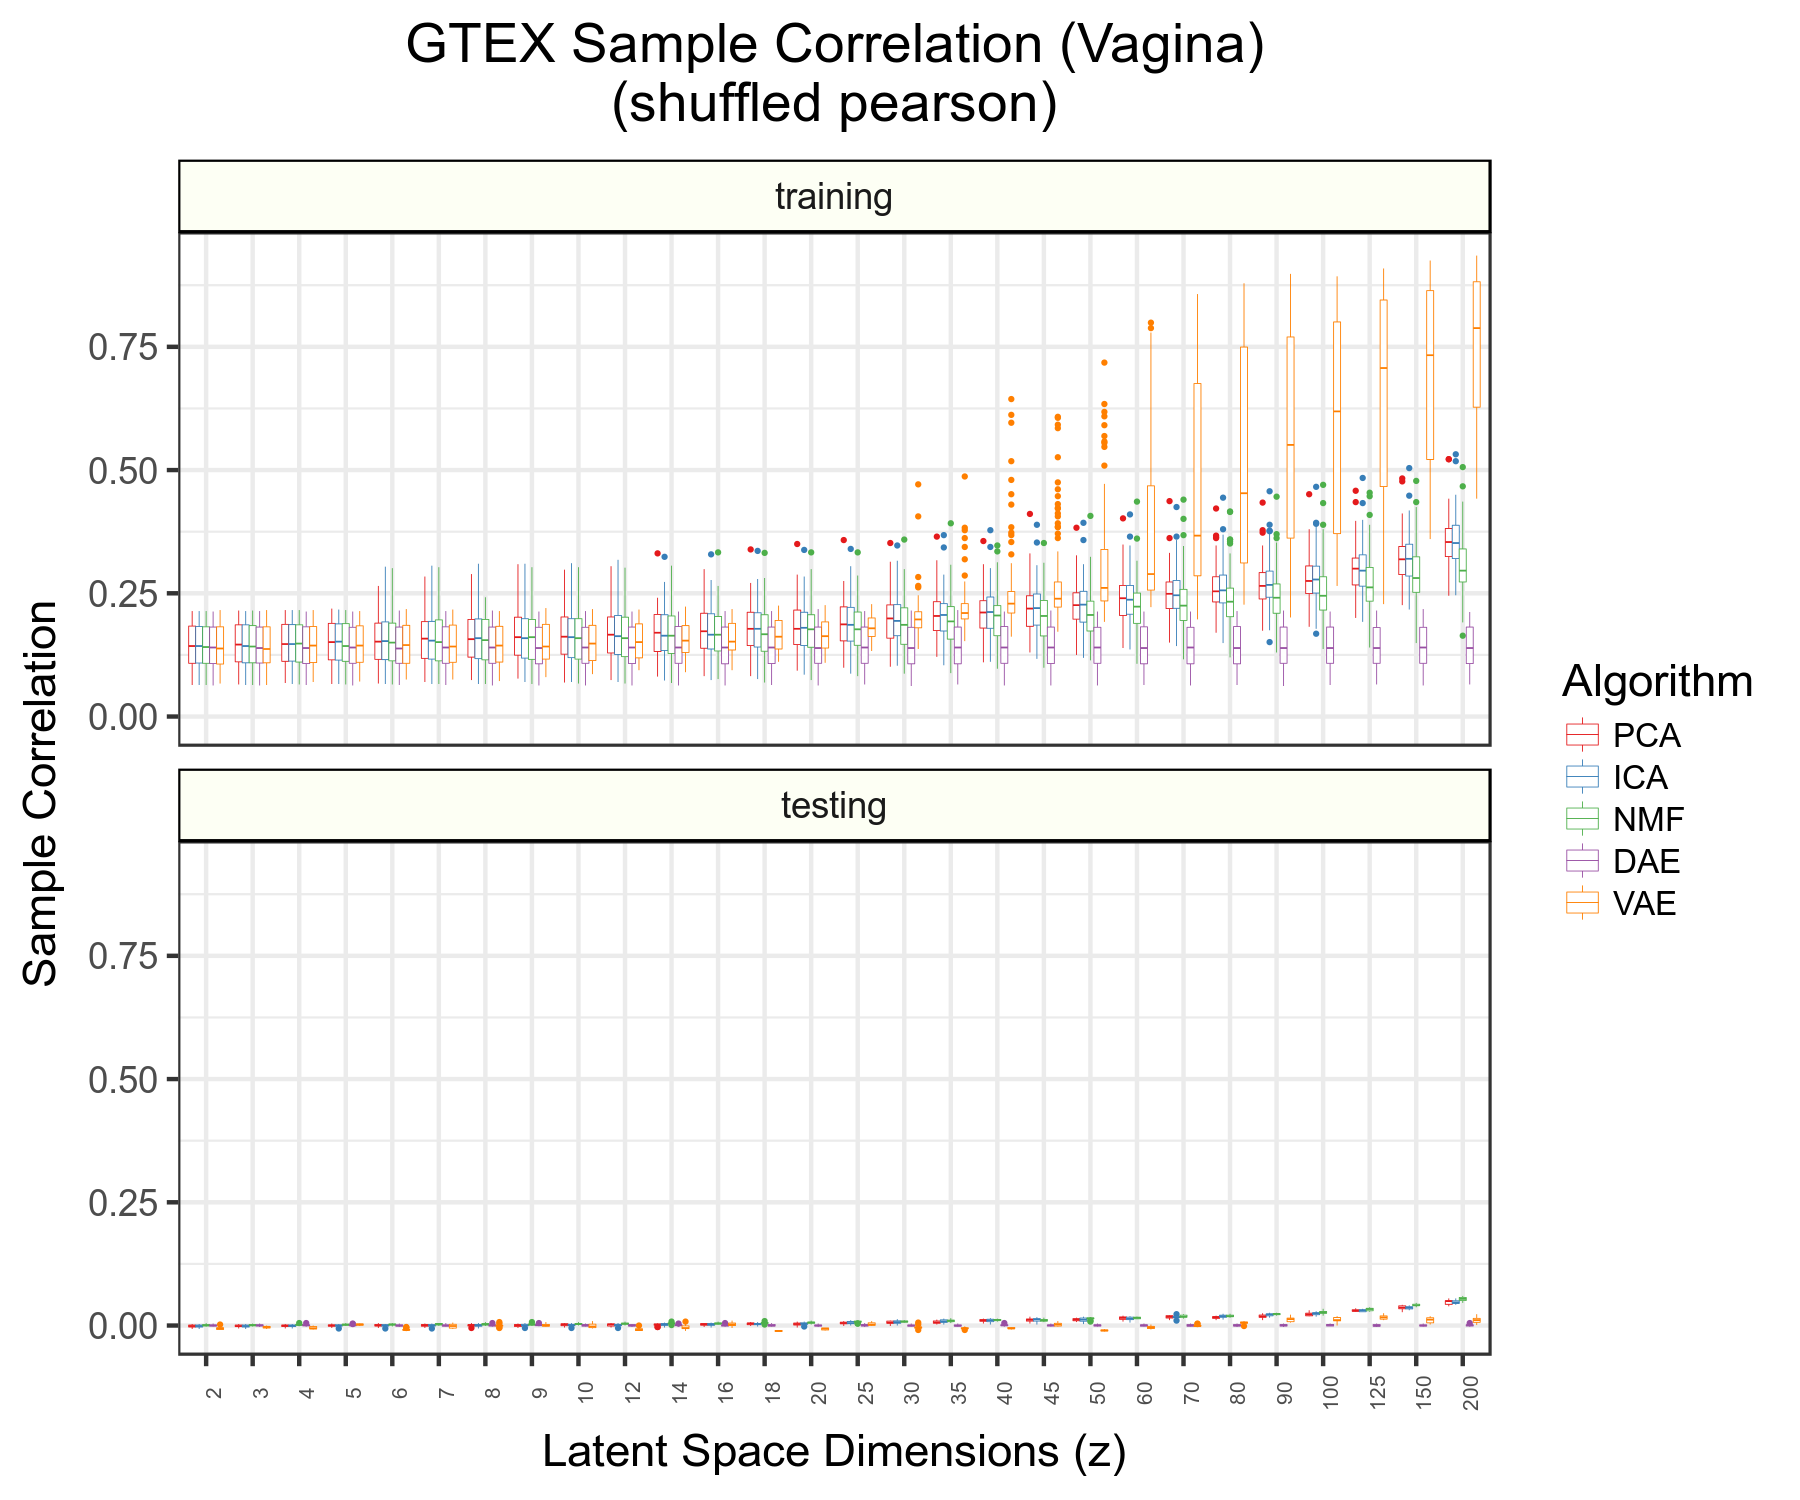 GTEX Sample Correlation (Vagina)
(shuffled pearson)
training
0.75
0.50
0.25
0.00
testing
0.75
0.50
0.25
0.00
Sample Correlation
2 3 4 5 6 7 8 9 10 12 14 16 18 20 25 30 35 40 45 50 60 70 80 90 100 125 150 200
Latent Space Dimensions (z)
Algorithm
PCA
ICA
NMF
DAE
VAE